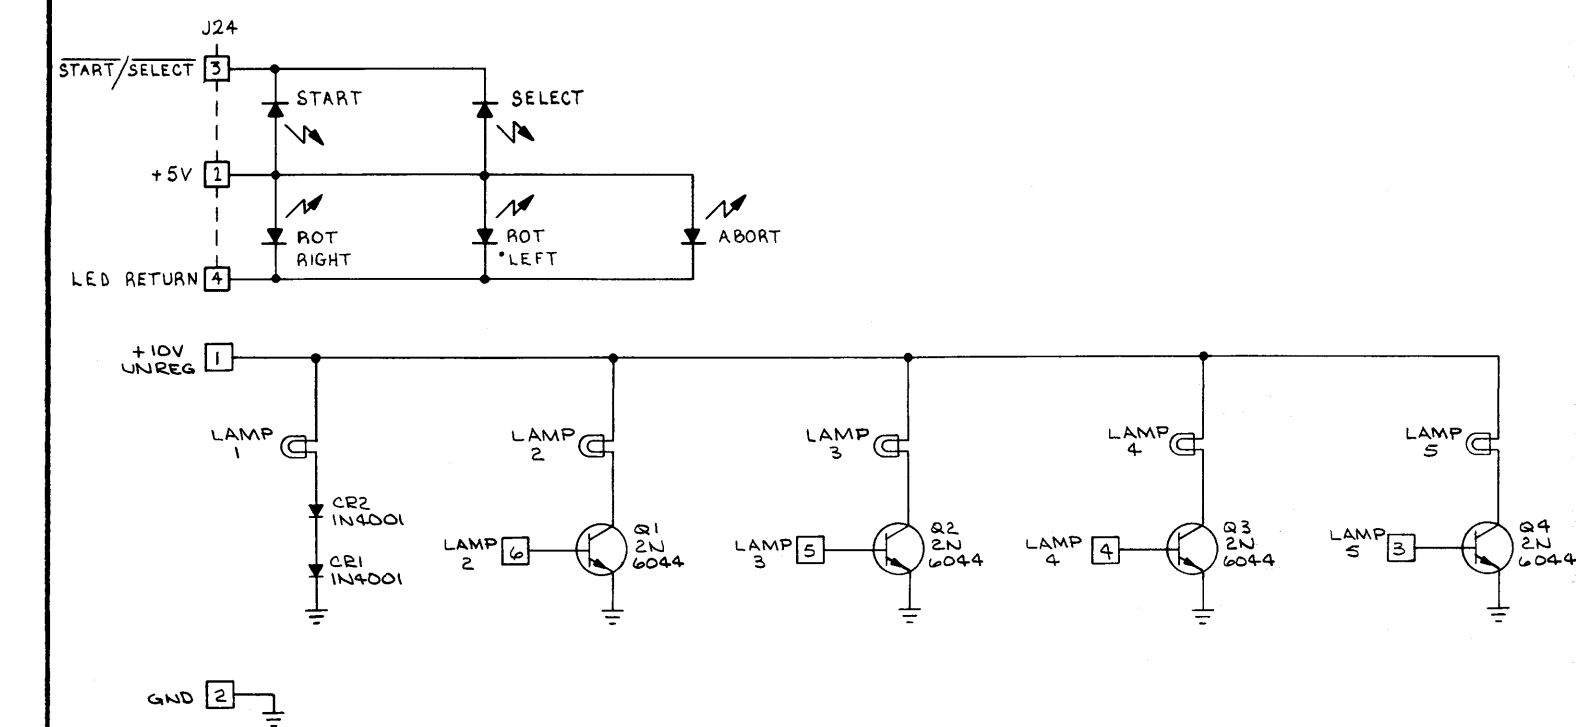 J24
START/SELECT 3
START
SELECT
+5V 2
ROT
RIGHT
ROT
LEFT
ABORT
LED RETURN 4
+10V
UNREG 1
LAMP
1
LAMP
2
LAMP
3
LAMP
4
LAMP
5
CR2
1N4001
CR1
1N4001
LAMP
2
6
Q1
2N
6044
LAMP
3
5
Q2
2N
6044
LAMP
4
4
Q3
2N
6044
LAMP
5
3
Q4
2N
6044
GND 2